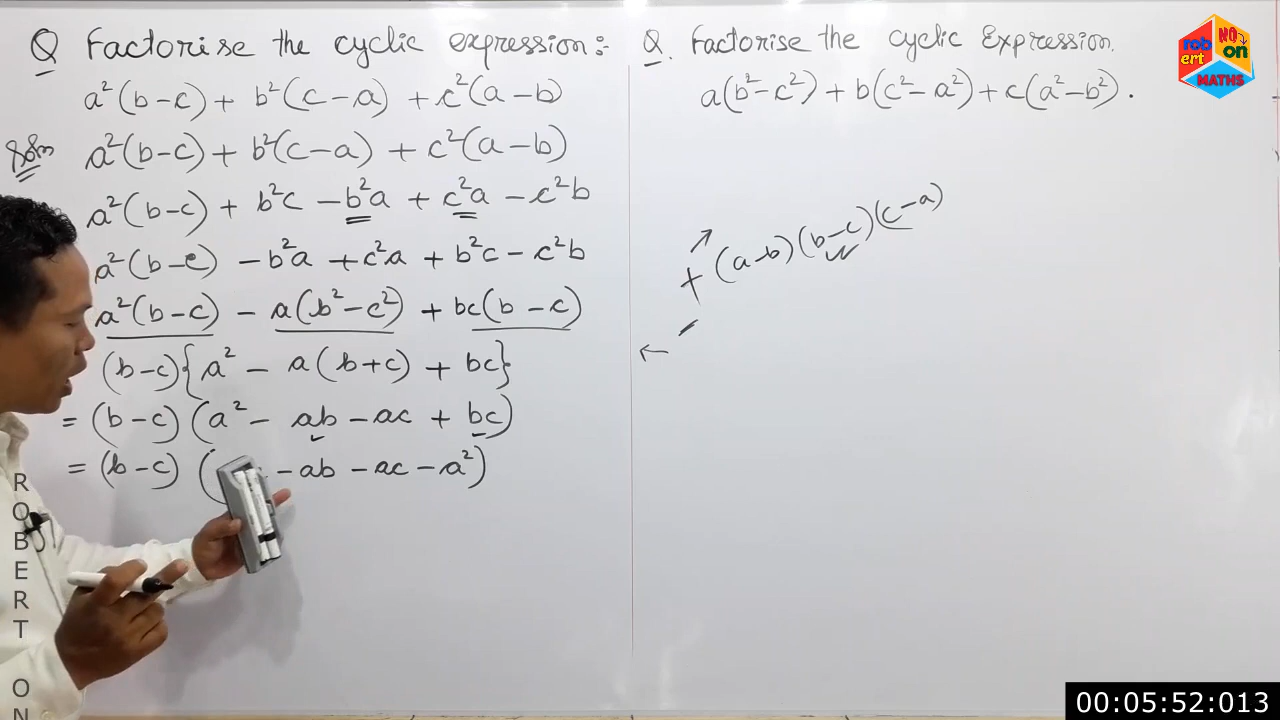 Q Factorise the cyclic expression :-
a²(b-c) + b²(c-a) + c²(a-b)
Soln a²(b-c) + b²(c-a) + c²(a-b)
a²(b-c) + b²c - b²a + c²a - c²b
a²(b-c) - b²a + c²a + b²c - c²b
a²(b-c) - a(b²-c²) + bc(b-c)
(b-c){a² - a(b+c) + bc}
= (b-c)(a² - ab - ac + bc)
= (b-c)( - ab - ac - a²)
Q. Factorise the cyclic Expression.
a(b²-c²) + b(c²-a²) + c(a²-b²).
+ (a-b)(b-c)(c-a)
-
rob ert NO on
MATHS
ROBERT ON
00:05:52:013